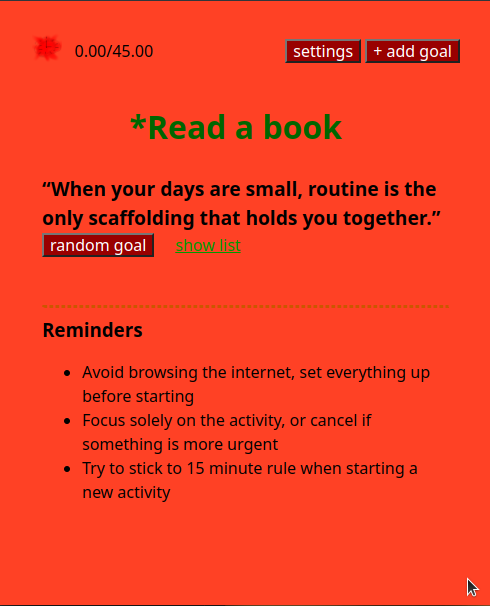 0.00/45.00 settings + add goal
*Read a book
“When your days are small, routine is the
only scaffolding that holds you together.”
random goal show list
Reminders
• Avoid browsing the internet, set everything up
before starting
• Focus solely on the activity, or cancel if
something is more urgent
• Try to stick to 15 minute rule when starting a
new activity